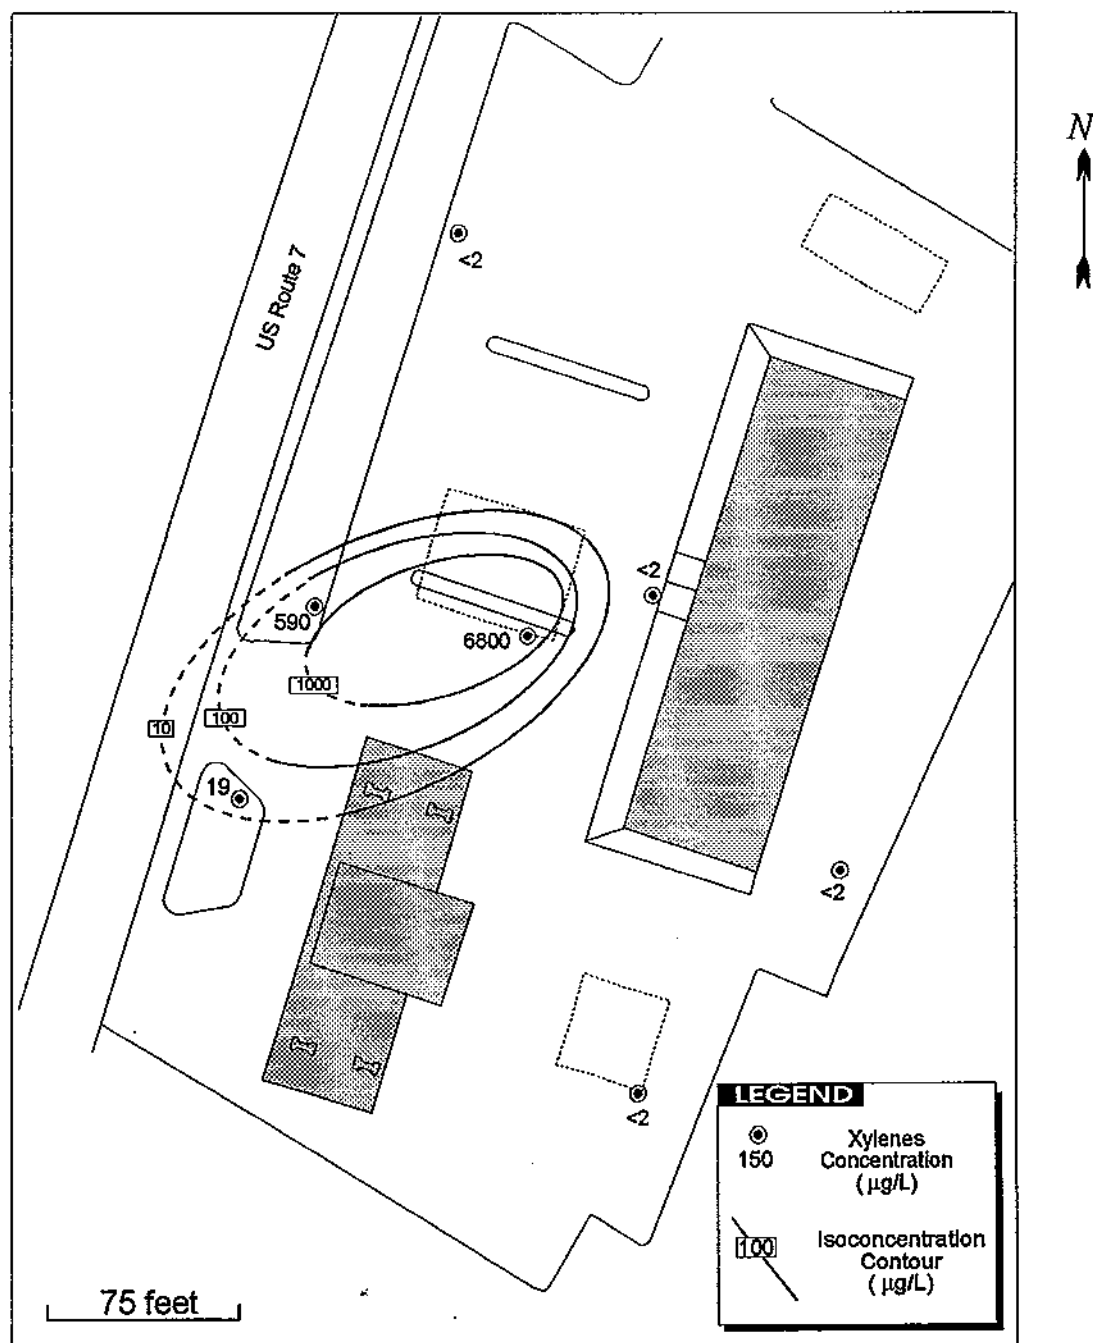 N
US Route 7
<2
<2
590
6800
1000
100
10
19
<2
<2
LEGEND
150
Xylenes
Concentration
( µg/L)
100
Isoconcentration
Contour
( µg/L)
75 feet